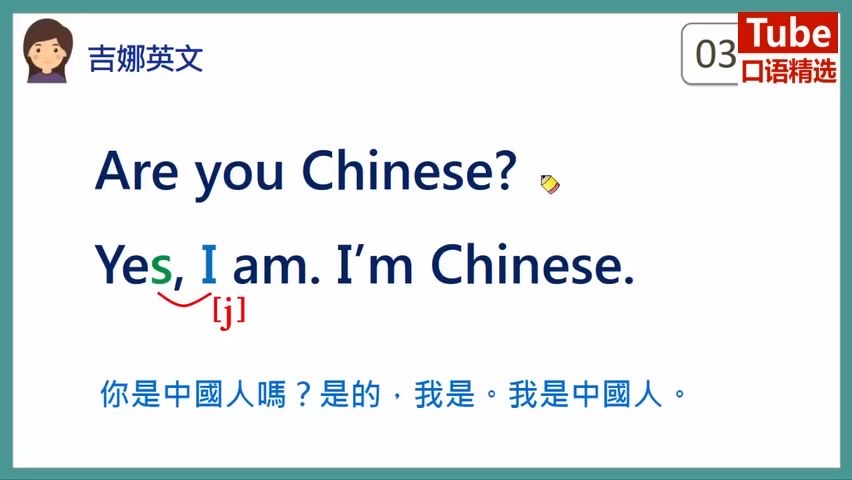 吉娜英文
03
Tube
口语精选
Are you Chinese?
Yes, I am. I’m Chinese.
[j]
你是中國人嗎？是的，我是。我是中國人。